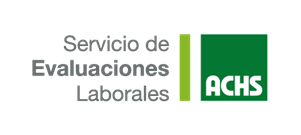 Servicio de
Evaluaciones
Laborales
ACHS